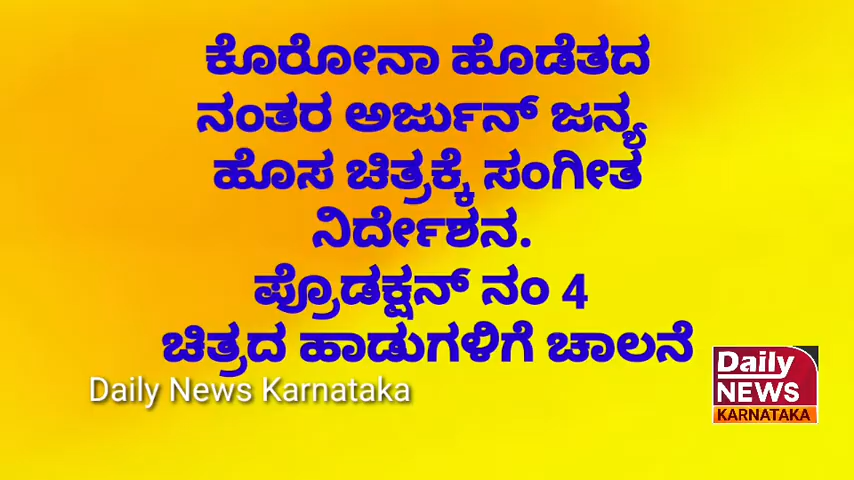 ಕೊರೋನಾ ಹೊಡೆತದ
ನಂತರ ಅರ್ಜುನ್ ಜನ್ಯ
ಹೊಸ ಚಿತ್ರಕ್ಕೆ ಸಂಗೀತ
ನಿರ್ದೇಶನ.
ಪ್ರೊಡಕ್ಷನ್ ನಂ 4
ಚಿತ್ರದ ಹಾಡುಗಳಿಗೆ ಚಾಲನೆ
Daily News Karnataka
Daily
NEWS
KARNATAKA